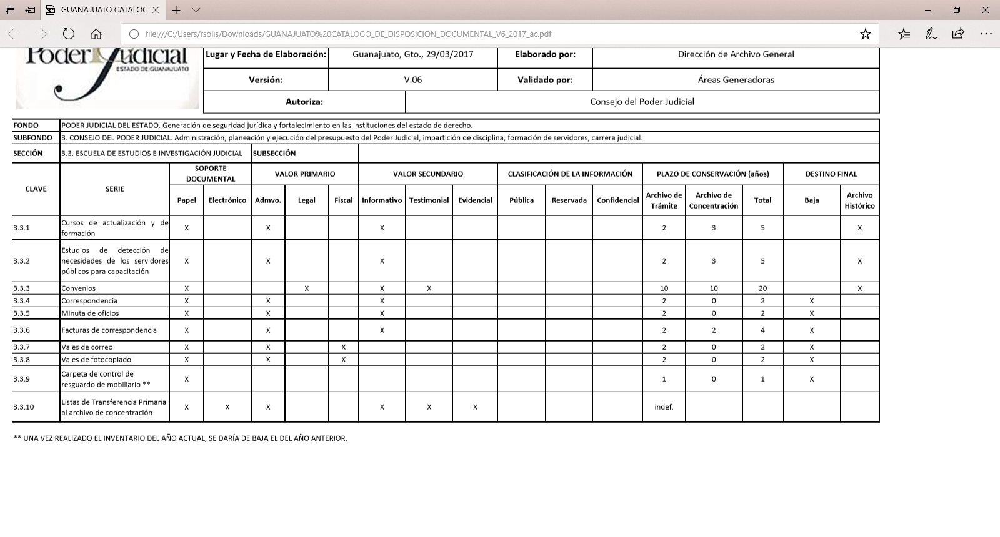 GUANAJUATO CATALOG
file:///C:/Users/rsolis/Downloads/GUANAJUATO%20CATALOGO_DE_DISPOSICION_DOCUMENTAL_V6_2017_ac.pdf
Poder Judicial
ESTADO DE GUANAJUATO
Lugar y Fecha de Elaboración: Guanajuato, Gto., 29/03/2017 Elaborado por: Dirección de Archivo General
Versión: V.06 Validado por: Áreas Generadoras
Autoriza: Consejo del Poder Judicial
FONDO PODER JUDICIAL DEL ESTADO. Generación de seguridad jurídica y fortalecimiento en las instituciones del estado de derecho.
SUBFONDO 3. CONSEJO DEL PODER JUDICIAL. Administración, planeación y ejecución del presupuesto del Poder Judicial, impartición de disciplina, formación de servidores, carrera judicial.
SECCIÓN 3.3. ESCUELA DE ESTUDIOS E INVESTIGACIÓN JUDICIAL SUBSECCIÓN
CLAVE SERIE SOPORTE DOCUMENTAL VALOR PRIMARIO VALOR SECUNDARIO CLASIFICACIÓN DE LA INFORMACIÓN PLAZO DE CONSERVACIÓN (años) DESTINO FINAL
Papel Electrónico Admvo. Legal Fiscal Informativo Testimonial Evidencial Pública Reservada Confidencial Archivo de Trámite Archivo de Concentración Total Baja Archivo Histórico
3.3.1 Cursos de actualización y de formación X X X 2 3 5 X
3.3.2 Estudios de detección de necesidades de los servidores públicos para capacitación X X X 2 3 5 X
3.3.3 Convenios X X X X 10 10 20 X
3.3.4 Correspondencia X X X 2 0 2 X
3.3.5 Minuta de oficios X X X 2 0 2 X
3.3.6 Facturas de correspondencia X X X 2 2 4 X
3.3.7 Vales de correo X X X 2 0 2 X
3.3.8 Vales de fotocopiado X X X 2 0 2 X
3.3.9 Carpeta de control de resguardo de mobiliario ** X 1 0 1 X
3.3.10 Listas de Transferencia Primaria al archivo de concentración X X X X X X indef.
** UNA VEZ REALIZADO EL INVENTARIO DEL AÑO ACTUAL, SE DARÍA DE BAJA EL DEL AÑO ANTERIOR.